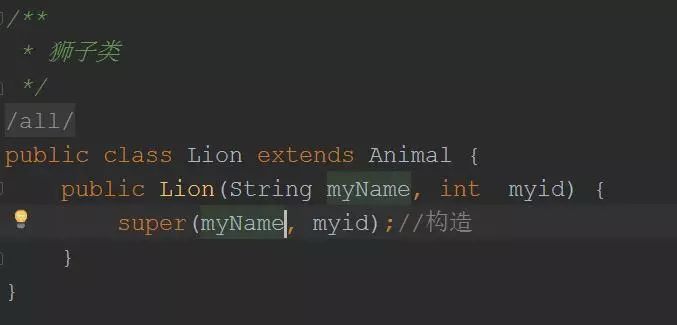 /**
 * 狮子类
 */
/all/
public class Lion extends Animal {
    public Lion(String myName, int  myid) {
        super(myName, myid);//构造
    }
}